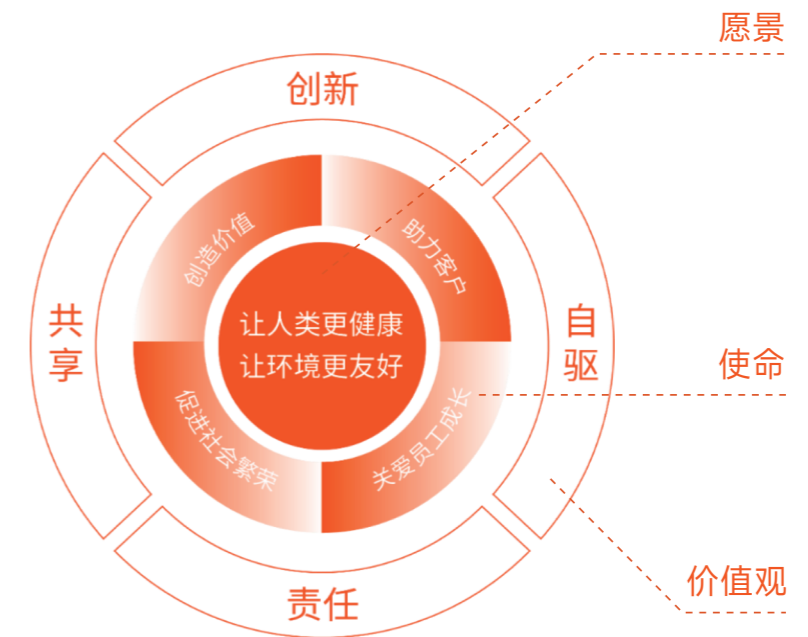 愿景
创新
创造价值
助力客户
共享
自驱
让人类更健康
让环境更友好
使命
促进社会繁荣
关爱员工成长
价值观
责任